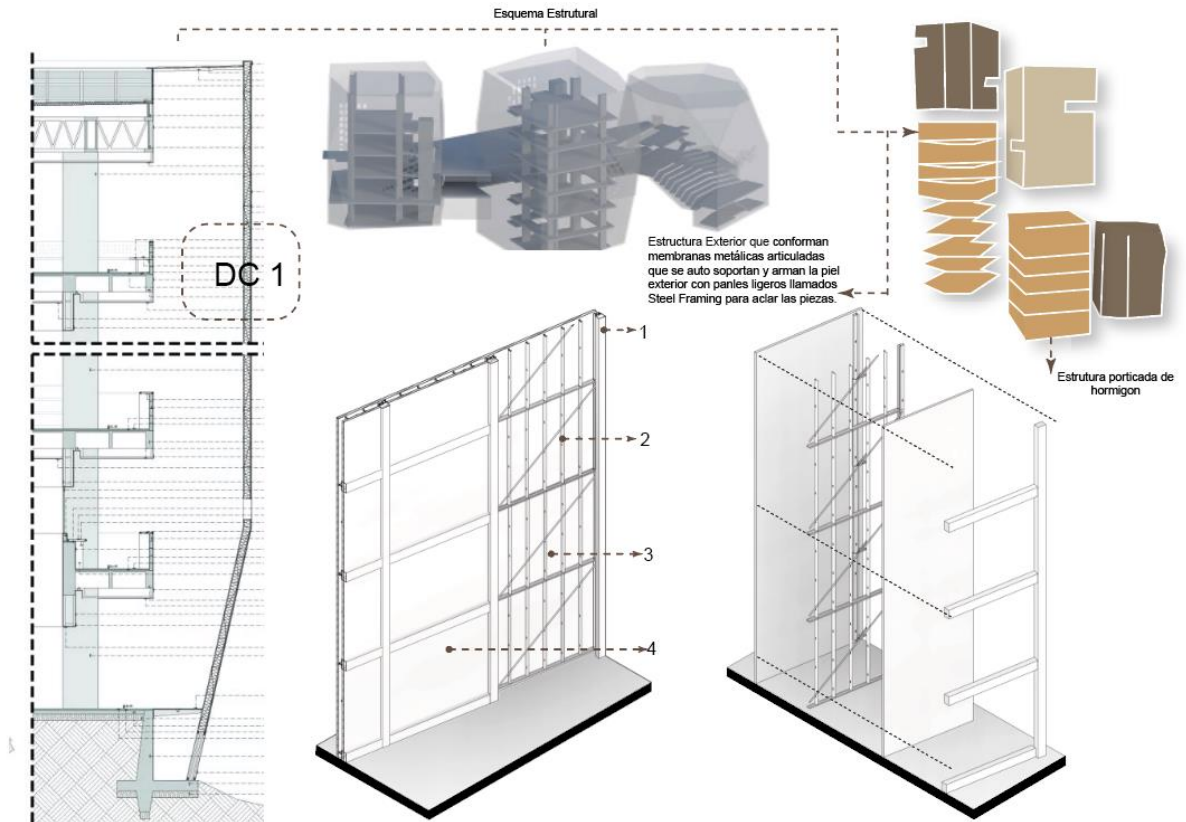 Esquema Estrutural
DC 1
Estructura Exterior que conforman
membranas metálicas articuladas
que se auto soportan y arman la piel
exterior con panles ligeros llamados
Steel Framing para aclar las piezas.
Estrutura porticada de
hormigon
1
2
3
4